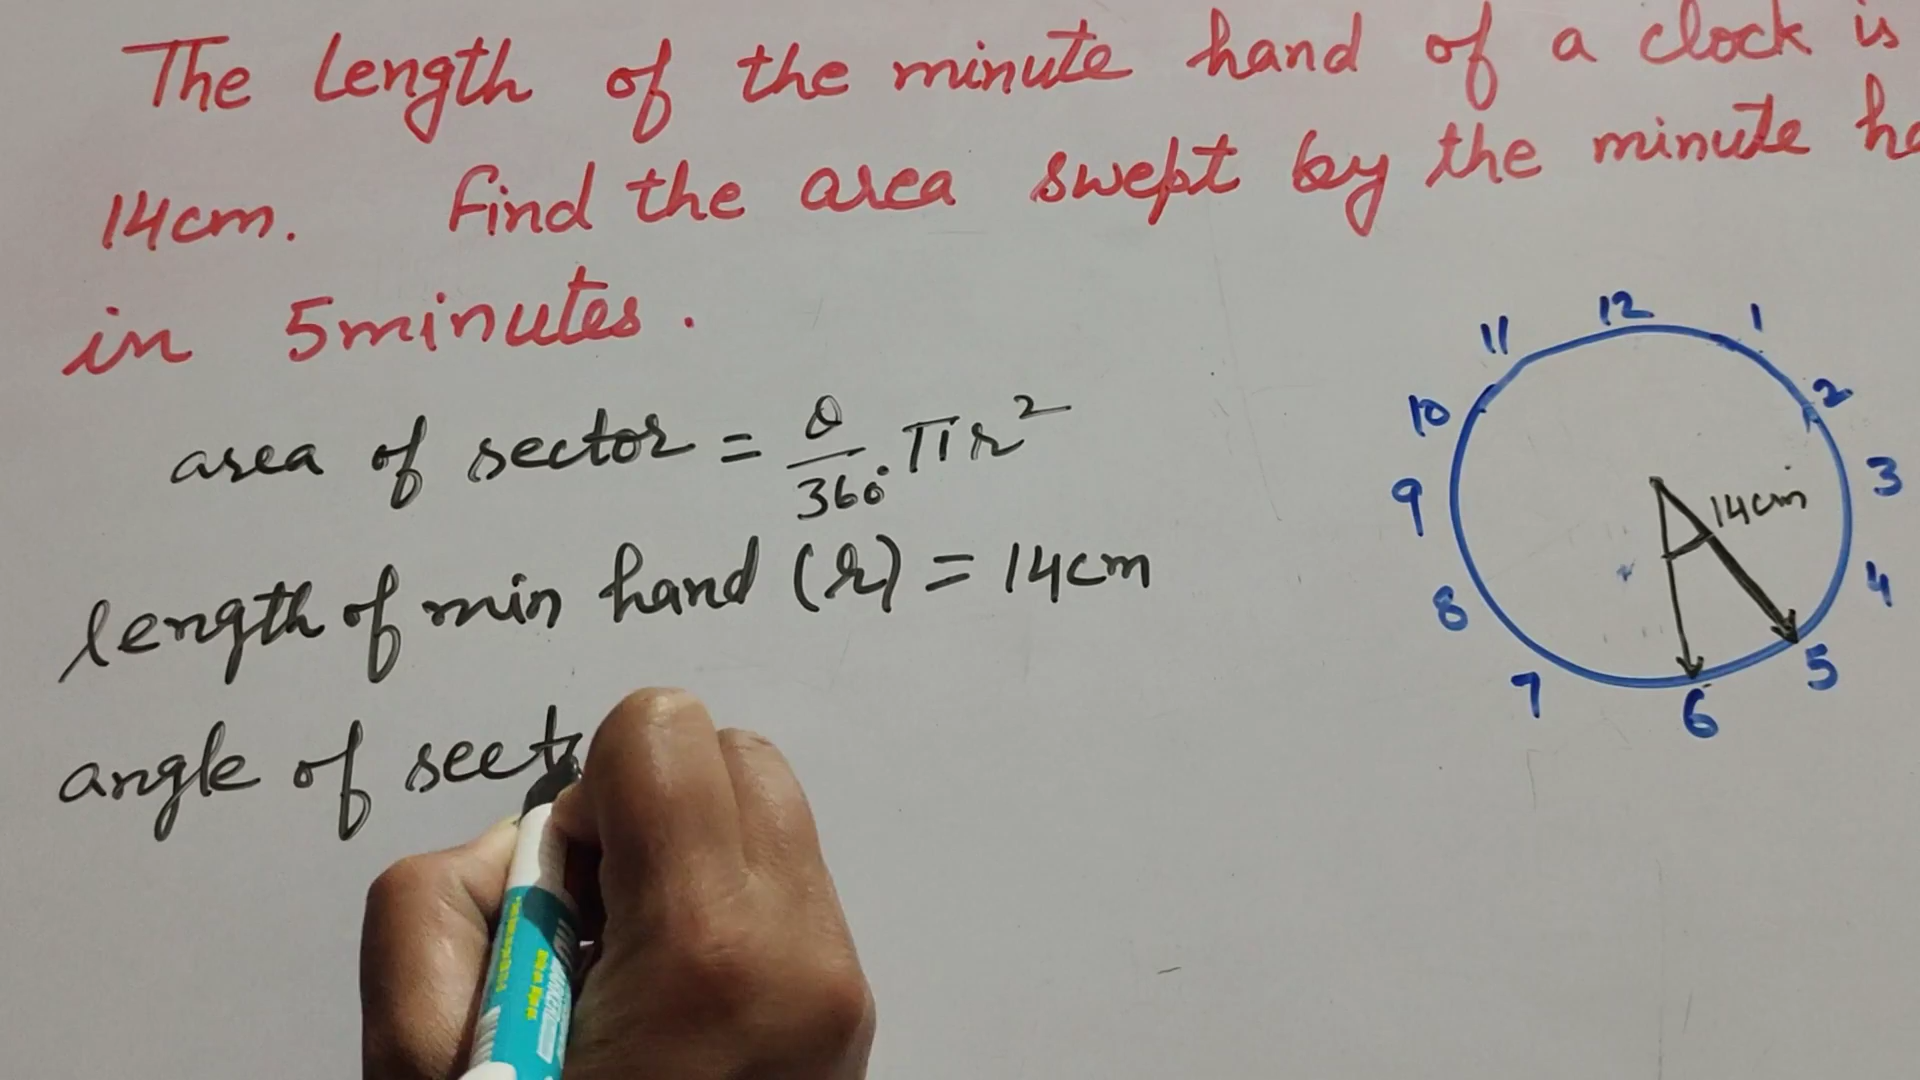 The length of the minute hand of a clock is
14cm. Find the area swept by the minute ha
in 5minutes.
area of sector = θ/360° · πr²
length of min hand (r) = 14cm
angle of sect
12
1
2
3
4
5
6
7
8
9
10
11
14cm